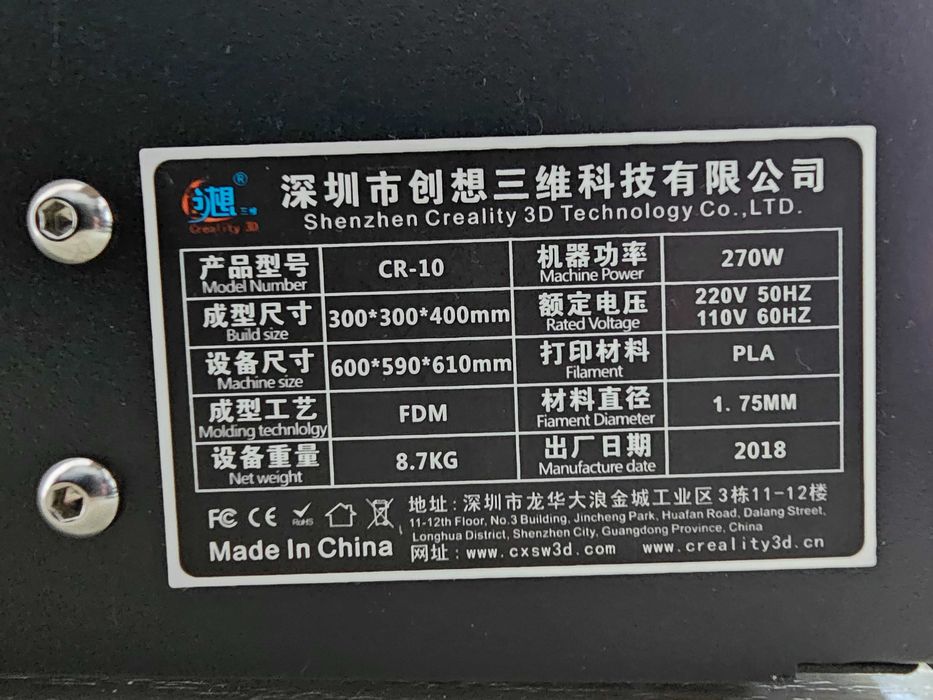 创想三维®
Creality 3D
深圳市创想三维科技有限公司
Shenzhen Creality 3D Technology Co.,LTD.
产品型号 CR-10 机器功率 270W
Model Number Machine Power
成型尺寸 300*300*400mm 额定电压 220V 50HZ
Build size Rated Voltage 110V 60HZ
设备尺寸 600*590*610mm 打印材料 PLA
Machine size Filament
成型工艺 FDM 材料直径 1.75MM
Molding technlolgy Fiament Diameter
设备重量 8.7KG 出厂日期 2018
Net weight Manufacture date
FC CE RoHS
Made In China
地址: 深圳市龙华大浪金城工业区3栋11-12楼
11-12th Floor, No.3 Building, Jincheng Park, Huafan Road, Dalang Street,
Longhua District, Shenzhen City, Guangdong Province, China
网址: www.cxsw3d.com www.creality3d.cn